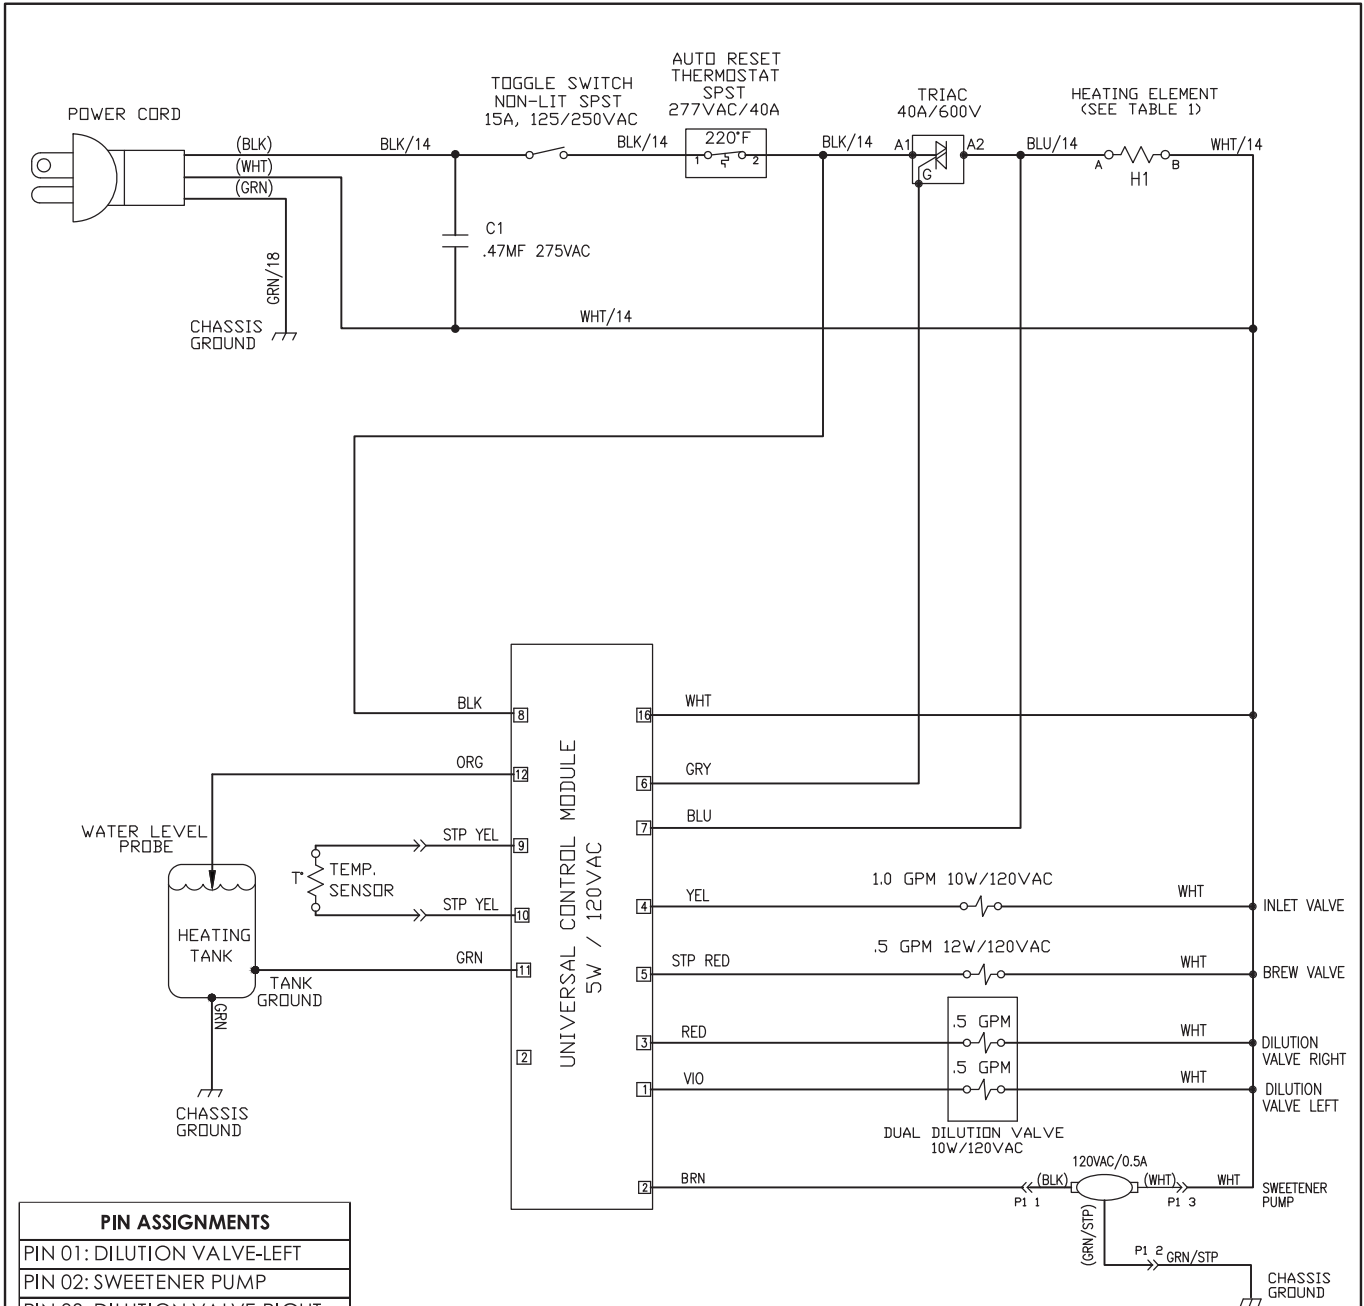 AUTO RESET
THERMOSTAT
SPST
277VAC/40A
TOGGLE SWITCH
NON-LIT SPST
15A, 125/250VAC
TRIAC
40A/600V
HEATING ELEMENT
(SEE TABLE 1)
POWER CORD
(BLK)
BLK/14
BLK/14
220°F
1
2
BLK/14
A1
A2
G
BLU/14
A
B
H1
WHT/14
(WHT)
(GRN)
GRN/18
CHASSIS
GROUND
C1
.47MF 275VAC
WHT/14
BLK
8
16
WHT
ORG
12
6
GRY
7
BLU
WATER LEVEL
PROBE
STP YEL
9
T°
TEMP.
SENSOR
STP YEL
10
HEATING
TANK
GRN
11
TANK
GROUND
GRN
CHASSIS
GROUND
2
UNIVERSAL CONTROL MODULE
5W / 120VAC
4
YEL
1.0 GPM 10W/120VAC
WHT
INLET VALVE
5
STP RED
.5 GPM 12W/120VAC
WHT
BREW VALVE
3
RED
.5 GPM
WHT
DILUTION
VALVE RIGHT
1
VIO
.5 GPM
WHT
DILUTION
VALVE LEFT
DUAL DILUTION VALVE
10W/120VAC
2
BRN
120VAC/0.5A
(BLK)
P1 1
(WHT)
P1 3
WHT
SWEETENER
PUMP
(GRN/STP)
P1 2
GRN/STP
CHASSIS
GROUND
PIN ASSIGNMENTS
PIN 01: DILUTION VALVE-LEFT
PIN 02: SWEETENER PUMP
PIN 03: DILUTION VALVE-RIGHT